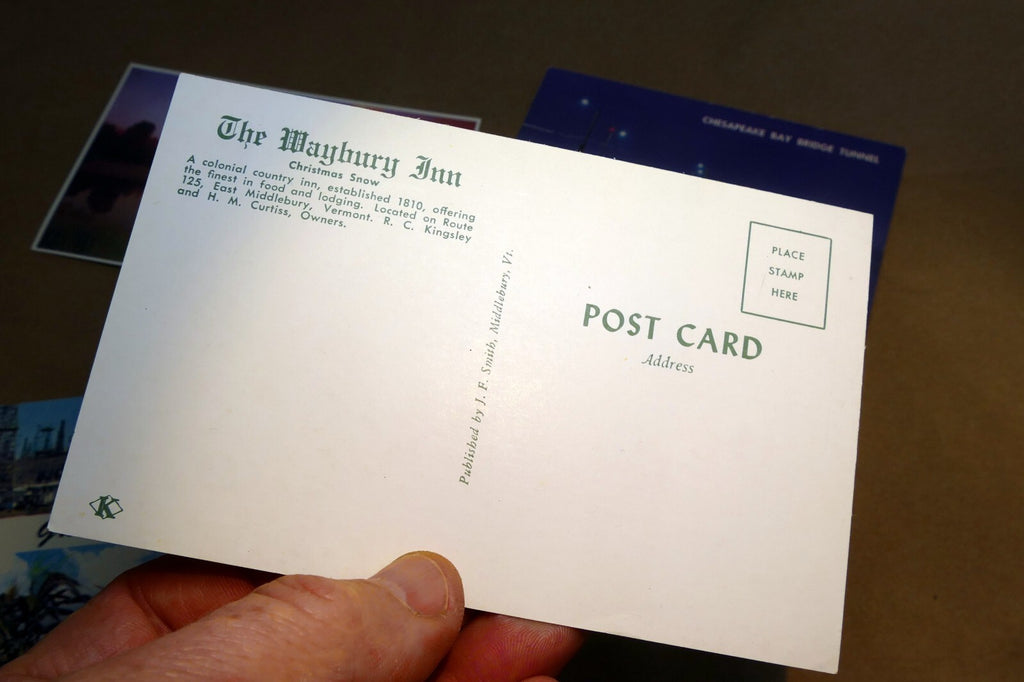 CHESAPEAKE BAY BRIDGE TUNNEL
The Waybury Inn
Christmas Snow
A colonial country inn, established 1810, offering
the finest in food and lodging. Located on Route
125, East Middlebury, Vermont. R. C. Kingsley
and H. M. Curtiss, Owners.
Published by J. F. Smith, Middlebury, Vt.
PLACE
STAMP
HERE
POST CARD
Address
K